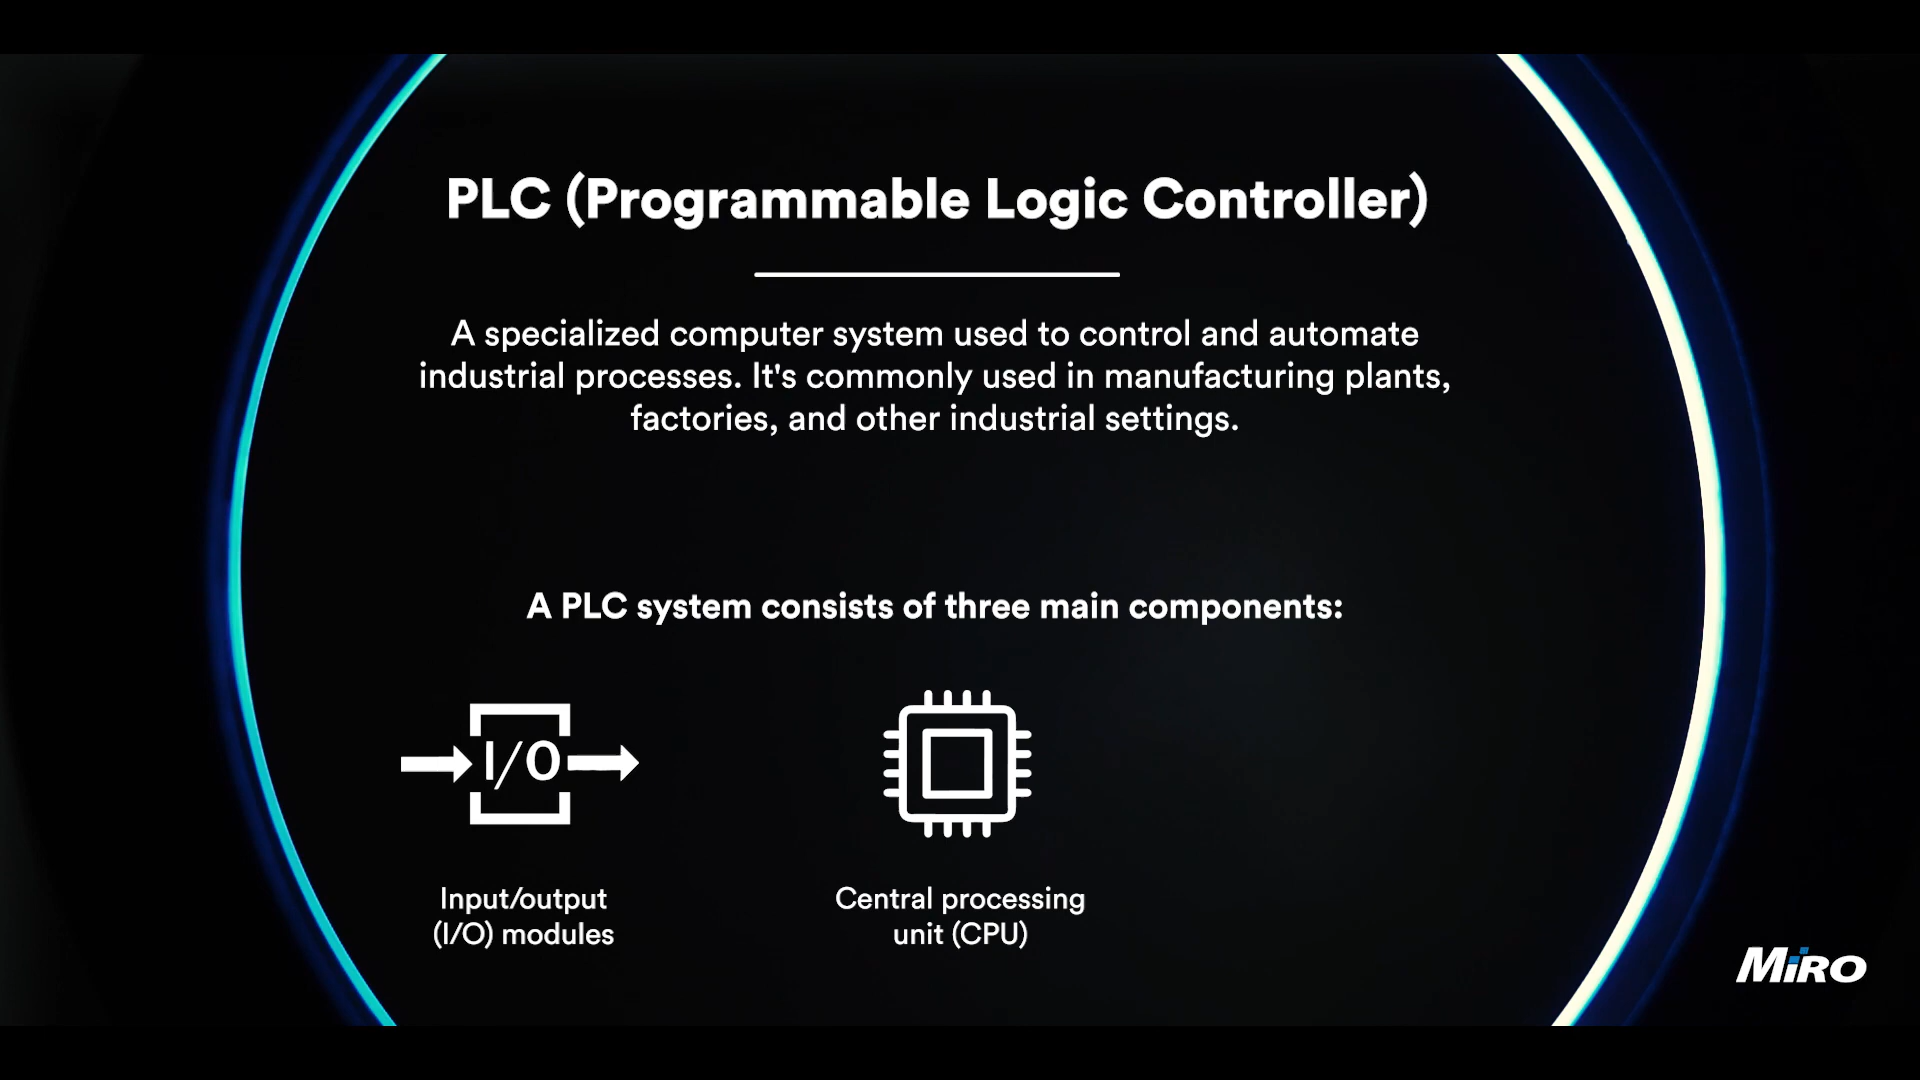 PLC (Programmable Logic Controller)
A specialized computer system used to control and automate
industrial processes. It's commonly used in manufacturing plants,
factories, and other industrial settings.
A PLC system consists of three main components:
I/O
Input/output
(I/O) modules
Central processing
unit (CPU)
MiRO